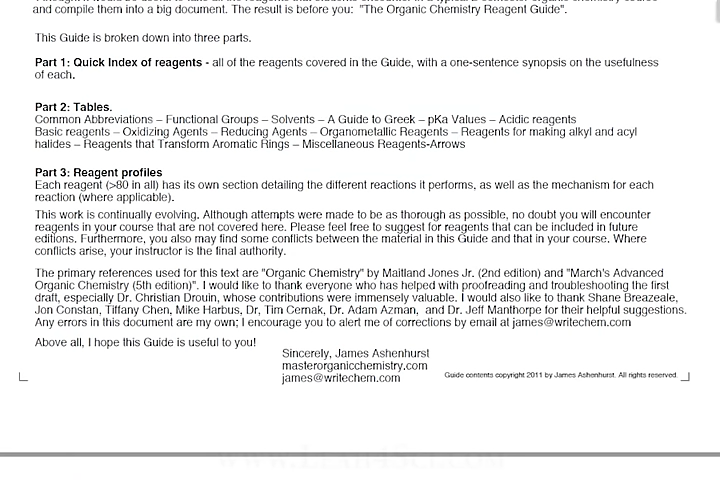 and compile them into a big document. The result is before you: "The Organic Chemistry Reagent Guide".
This Guide is broken down into three parts.
Part 1: Quick Index of reagents - all of the reagents covered in the Guide, with a one-sentence synopsis on the usefulness
of each.
Part 2: Tables.
Common Abbreviations – Functional Groups – Solvents – A Guide to Greek – pKa Values – Acidic reagents
Basic reagents – Oxidizing Agents – Reducing Agents – Organometallic Reagents – Reagents for making alkyl and acyl
halides – Reagents that Transform Aromatic Rings – Miscellaneous Reagents-Arrows
Part 3: Reagent profiles
Each reagent (>80 in all) has its own section detailing the different reactions it performs, as well as the mechanism for each
reaction (where applicable).
This work is continually evolving. Although attempts were made to be as thorough as possible, no doubt you will encounter
reagents in your course that are not covered here. Please feel free to suggest for reagents that can be included in future
editions. Furthermore, you also may find some conflicts between the material in this Guide and that in your course. Where
conflicts arise, your instructor is the final authority.
The primary references used for this text are "Organic Chemistry" by Maitland Jones Jr. (2nd edition) and "March's Advanced
Organic Chemistry (5th edition)". I would like to thank everyone who has helped with proofreading and troubleshooting the first
draft, especially Dr. Christian Drouin, whose contributions were immensely valuable. I would also like to thank Shane Breazeale,
Jon Constan, Tiffany Chen, Mike Harbus, Dr, Tim Cernak, Dr. Adam Azman, and Dr. Jeff Manthorpe for their helpful suggestions.
Any errors in this document are my own; I encourage you to alert me of corrections by email at james@writechem.com
Above all, I hope this Guide is useful to you!
Sincerely, James Ashenhurst
masterorganicchemistry.com
james@writechem.com
Guide contents copyright 2011 by James Ashenhurst. All rights reserved.